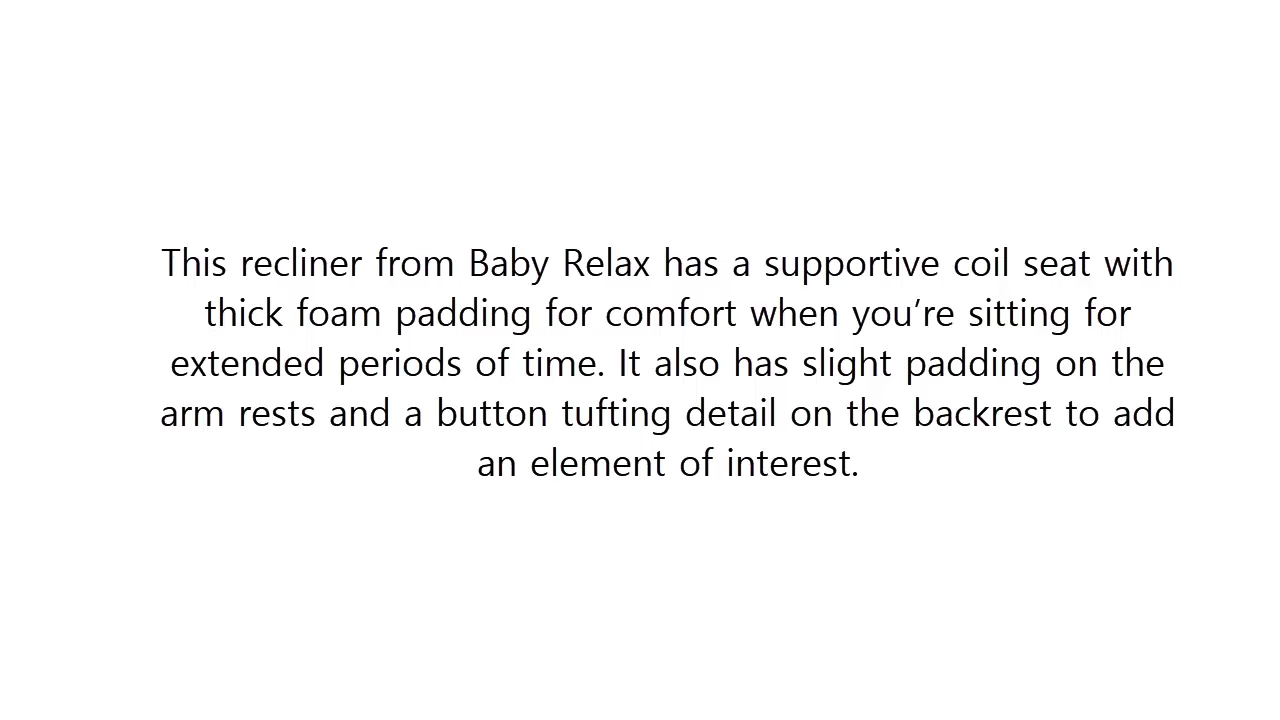 This recliner from Baby Relax has a supportive coil seat with
thick foam padding for comfort when you’re sitting for
extended periods of time. It also has slight padding on the
arm rests and a button tufting detail on the backrest to add
an element of interest.